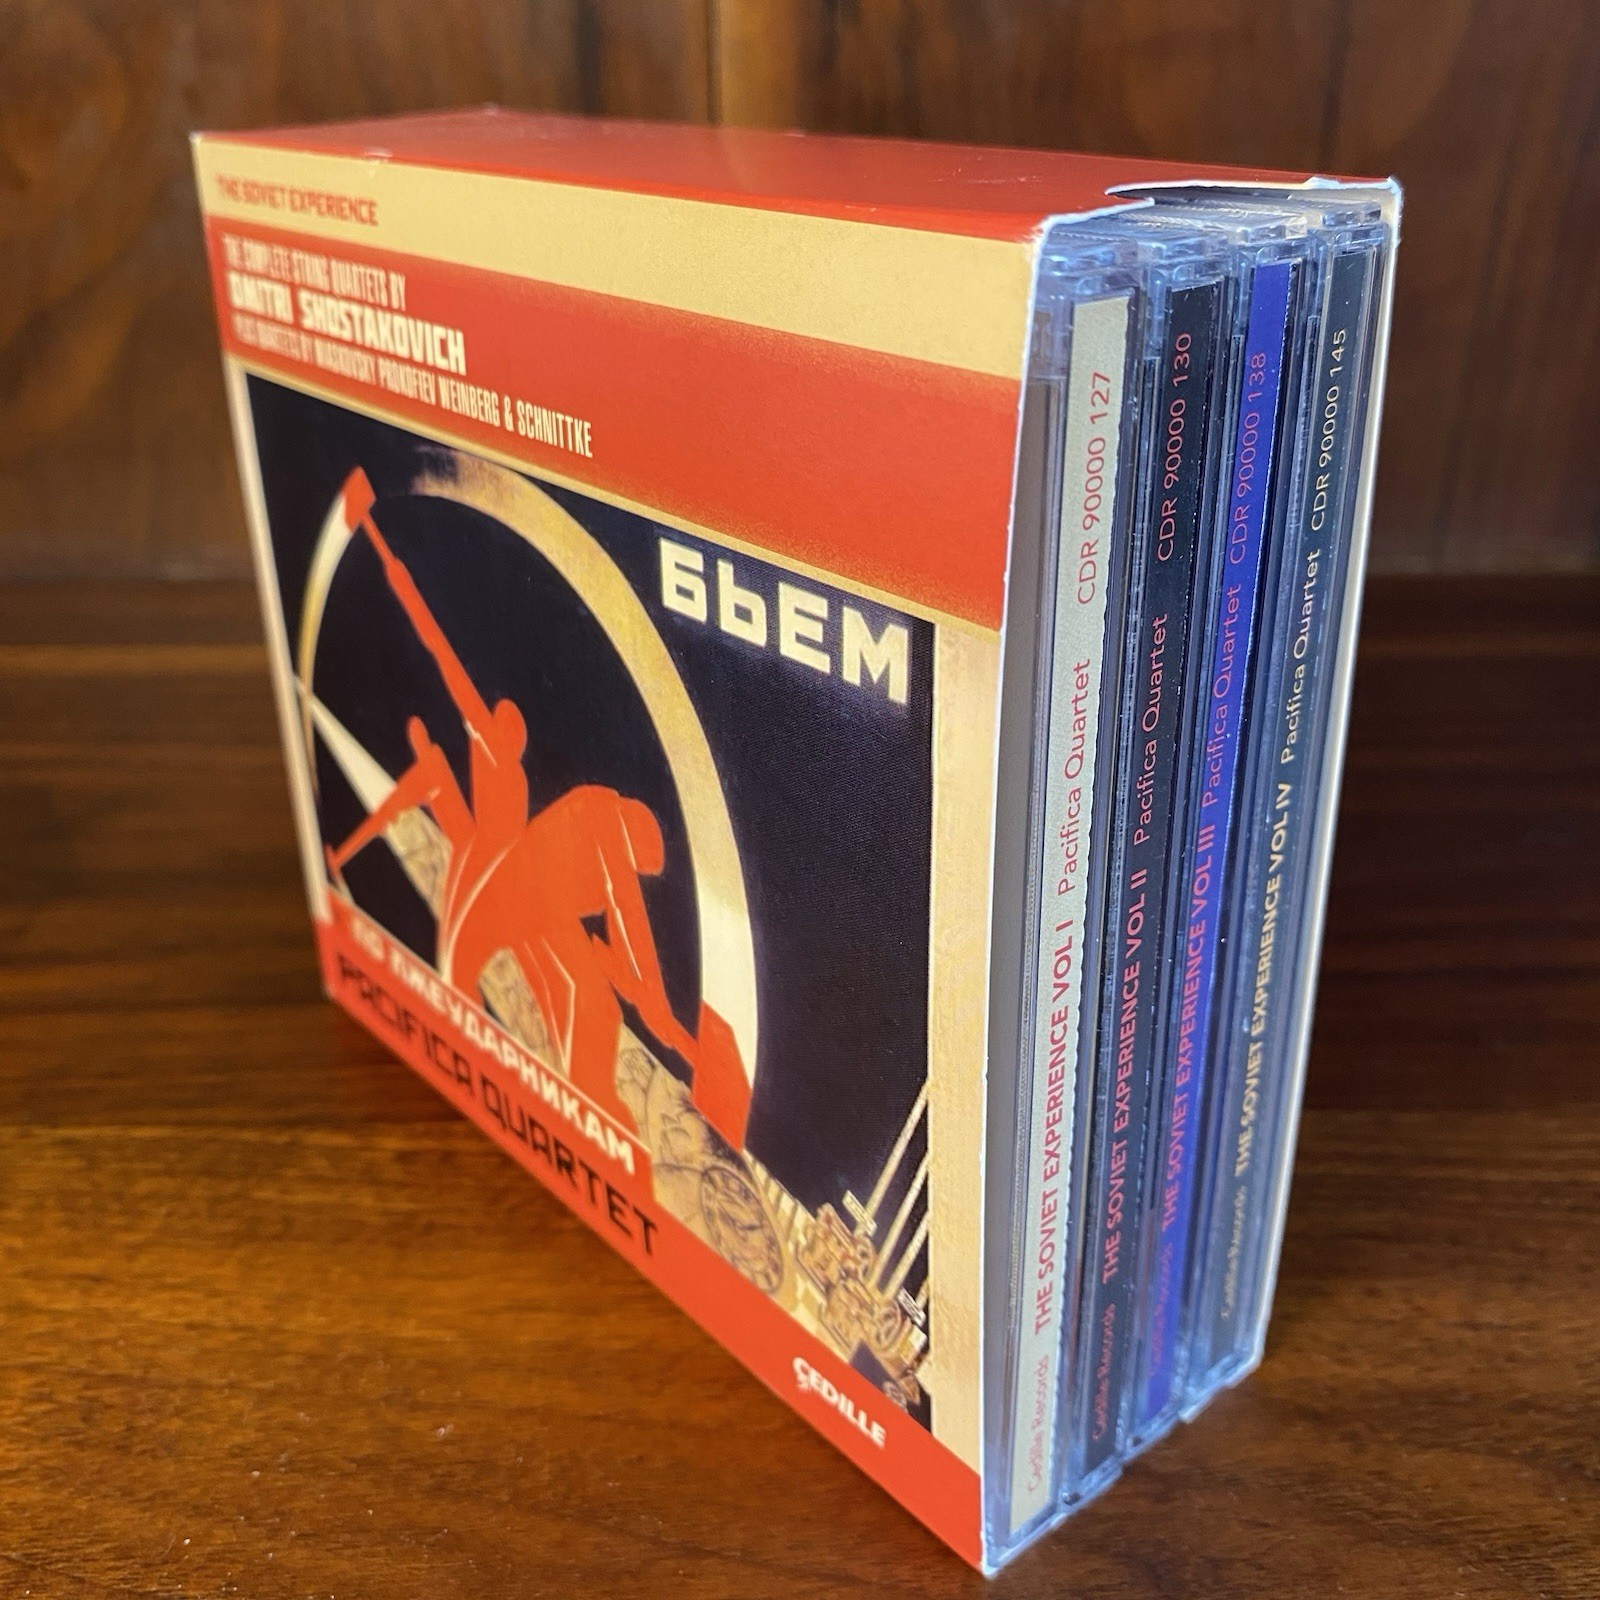 THE SOVIET EXPERIENCE
THE COMPLETE STRING QUARTETS BY
DMITRI SHOSTAKOVICH
PLUS QUARTETS BY MIASKOVSKY PROKOFIEV WEINBERG & SCHNITTKE
БЬЕМ
ПО ЛЖЕУДАРНИКАМ
PACIFICA QUARTET
ÇEDILLE
Cedille Records THE SOVIET EXPERIENCE VOL I Pacifica Quartet CDR 90000 127
Cedille Records THE SOVIET EXPERIENCE VOL II Pacifica Quartet CDR 90000 130
Cedille Records THE SOVIET EXPERIENCE VOL III Pacifica Quartet CDR 90000 138
Cedille Records THE SOVIET EXPERIENCE VOL IV Pacifica Quartet CDR 90000 145